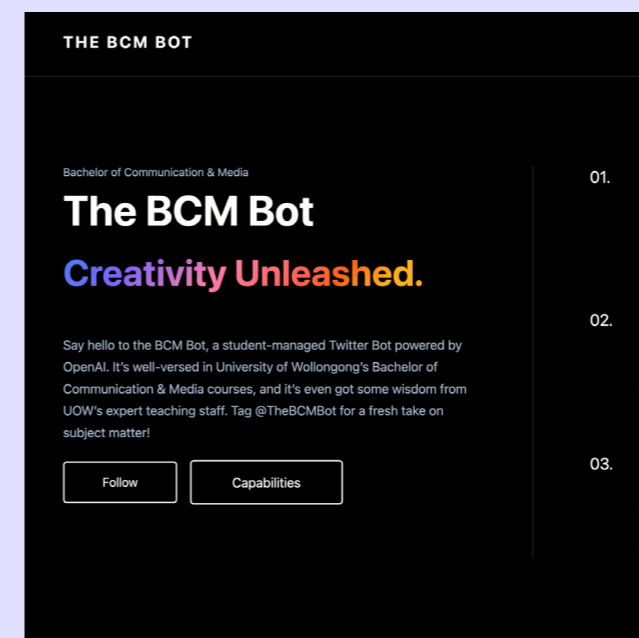 THE BCM BOT
Bachelor of Communication & Media
The BCM Bot
Creativity Unleashed.
Say hello to the BCM Bot, a student-managed Twitter Bot powered by
OpenAI. It's well-versed in University of Wollongong's Bachelor of
Communication & Media courses, and it's even got some wisdom from
UOW's expert teaching staff. Tag @TheBCMBot for a fresh take on
subject matter!
Follow
Capabilities
01.
02.
03.